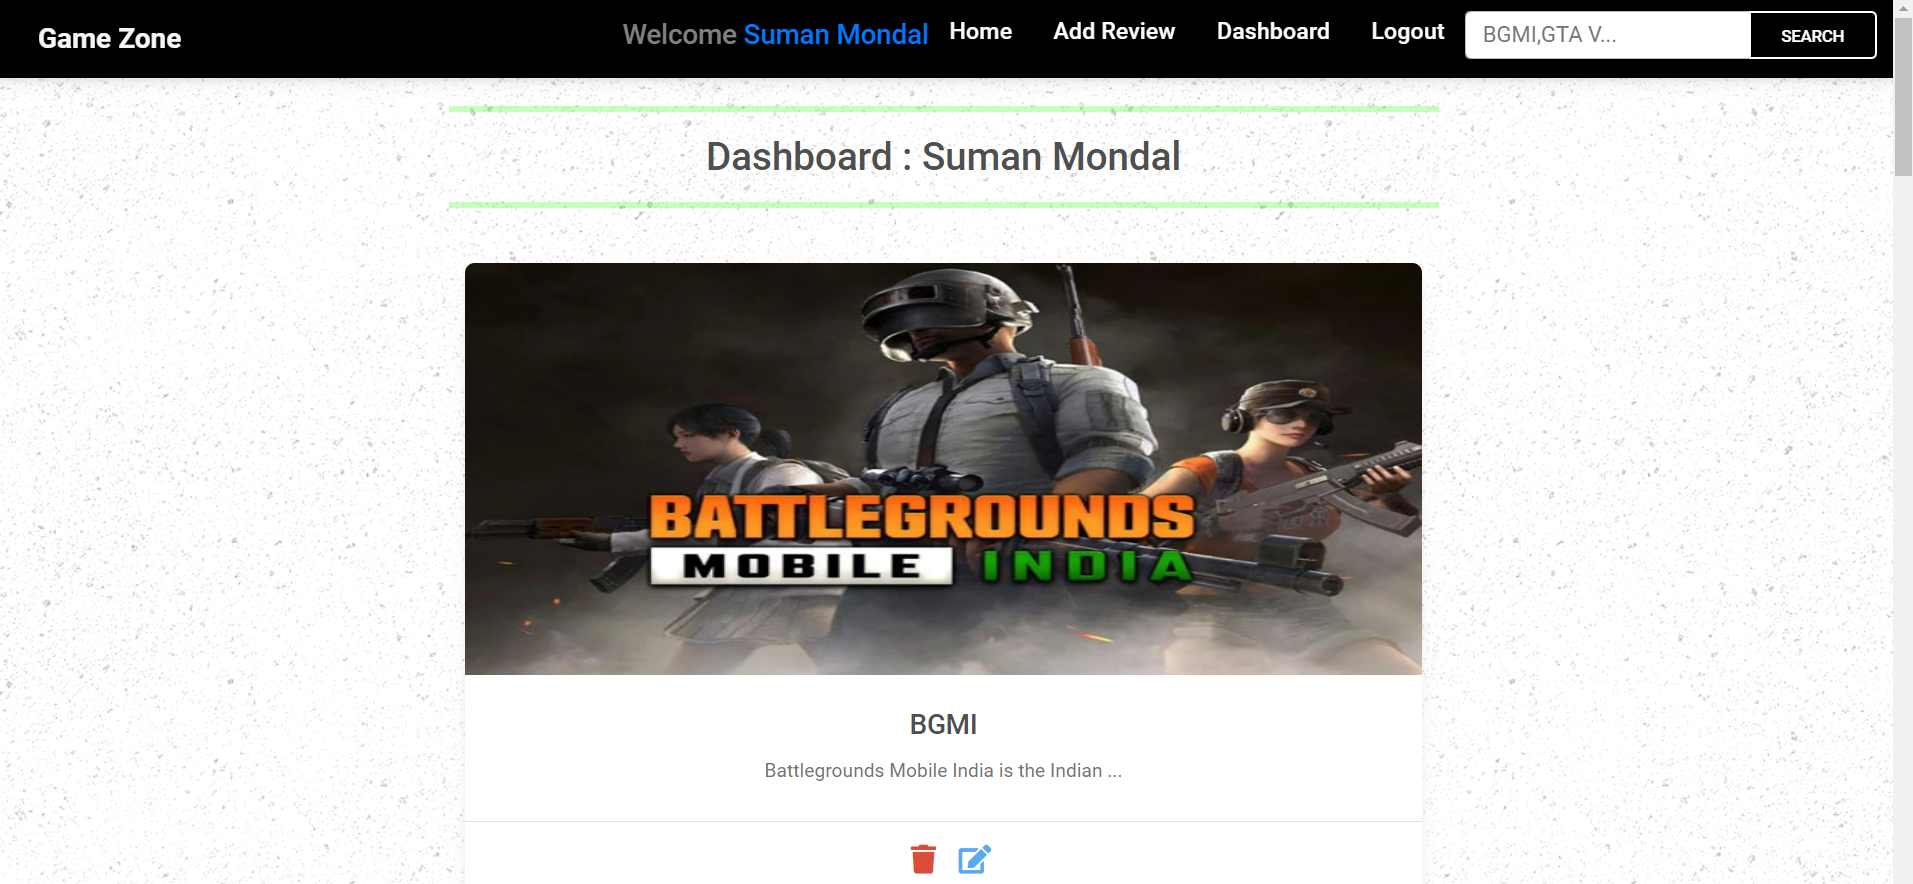 Game Zone
Welcome Suman Mondal Home Add Review Dashboard Logout BGMI,GTA V... SEARCH
Dashboard : Suman Mondal
BATTLEGROUNDS
MOBILE INDIA
BGMI
Battlegrounds Mobile India is the Indian ...